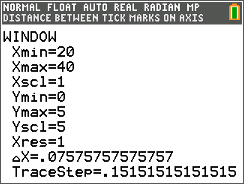 NORMAL FLOAT AUTO REAL RADIAN MP
DISTANCE BETWEEN TICK MARKS ON AXIS
WINDOW
Xmin=20
Xmax=40
Xscl=1
Ymin=0
Ymax=5
Yscl=5
Xres=1
△X=.07575757575757
TraceStep=.15151515151515